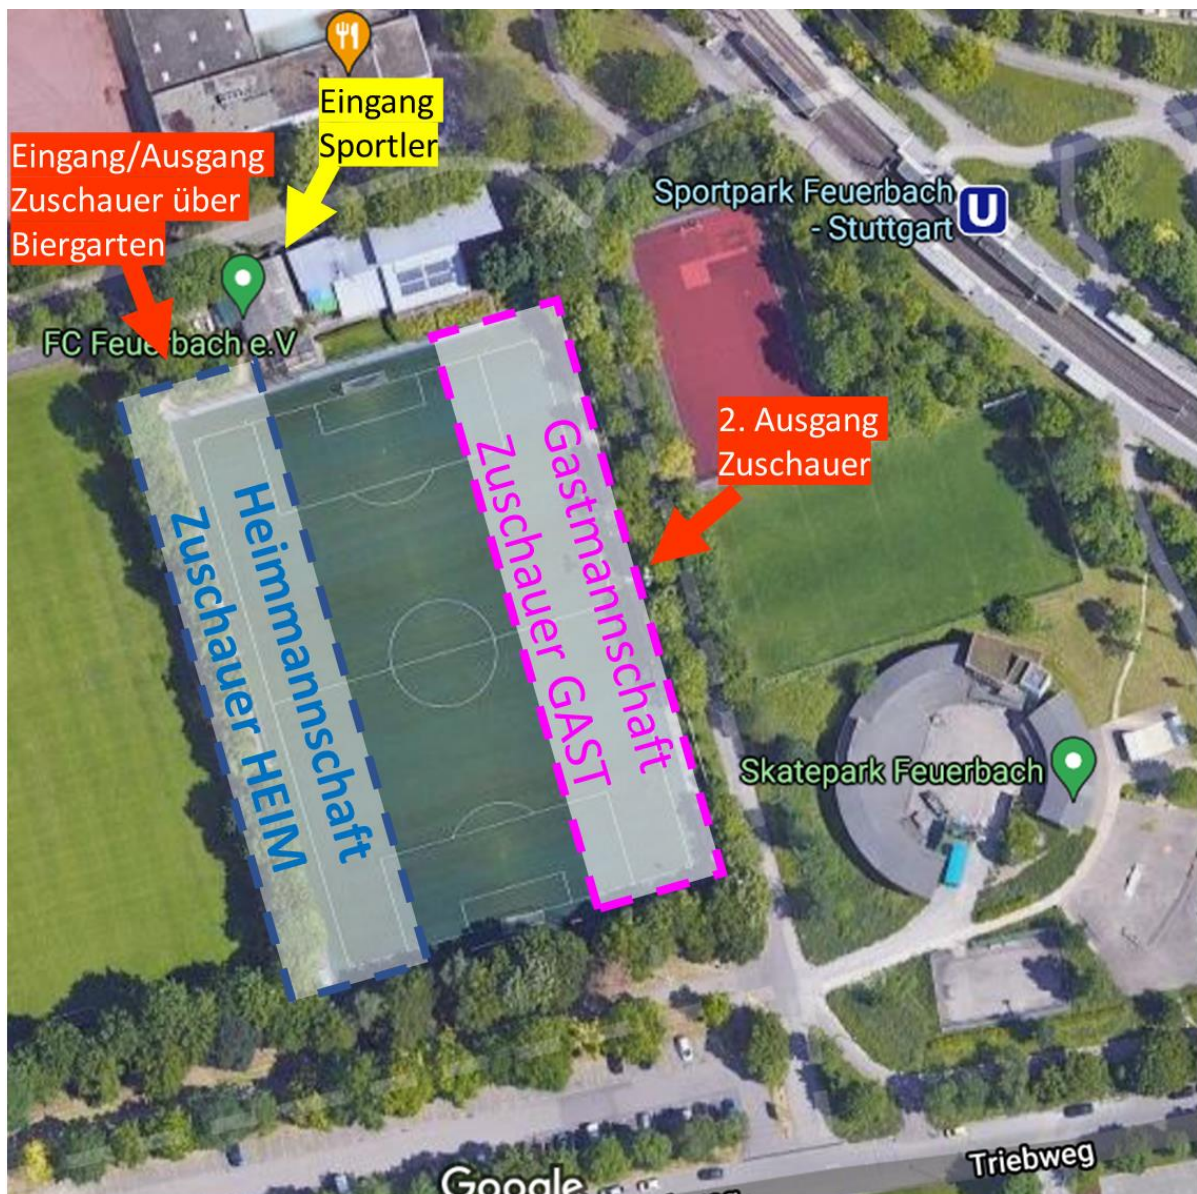 Eingang
Sportler
Eingang/Ausgang
Zuschauer über
Biergarten
Sportpark Feuerbach
- Stuttgart
U
FC Feuerbach e.V
2. Ausgang
Zuschauer
Heimmannschaft
Zuschauer HEIM
Gastmannschaft
Zuschauer GAST
Skatepark Feuerbach
Triebweg
Google